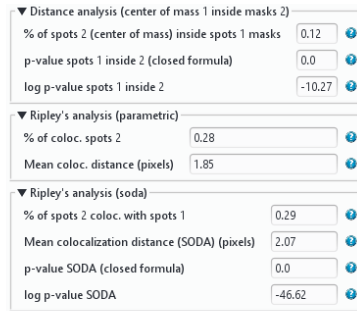 ▼ Distance analysis (center of mass 1 inside masks 2)
% of spots 2 (center of mass) inside spots 1 masks 0.12
p-value spots 1 inside 2 (closed formula) 0.0
log p-value spots 1 inside 2 -10.27
▼ Ripley's analysis (parametric)
% of coloc. spots 2 0.28
Mean coloc. distance (pixels) 1.85
▼ Ripley's analysis (soda)
% of spots 2 coloc. with spots 1 0.29
Mean colocalization distance (SODA) (pixels) 2.07
p-value SODA (closed formula) 0.0
log p-value SODA -46.62